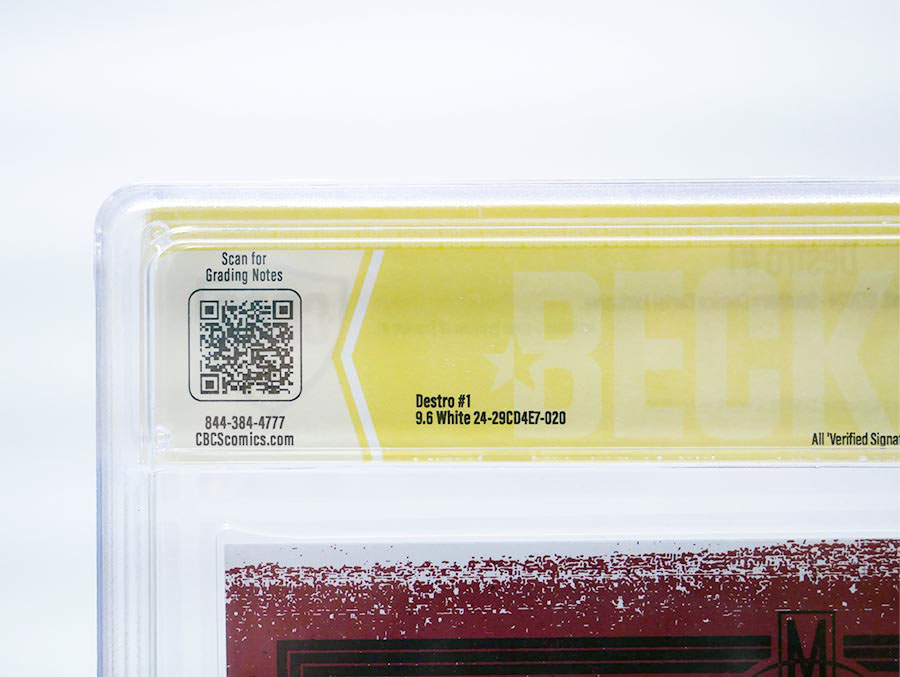 Scan for
Grading Notes
844-384-4777
CBCScomics.com
BECK
Destro #1
9.6 White 24-29CD4E7-020
All 'Verified Signat
M